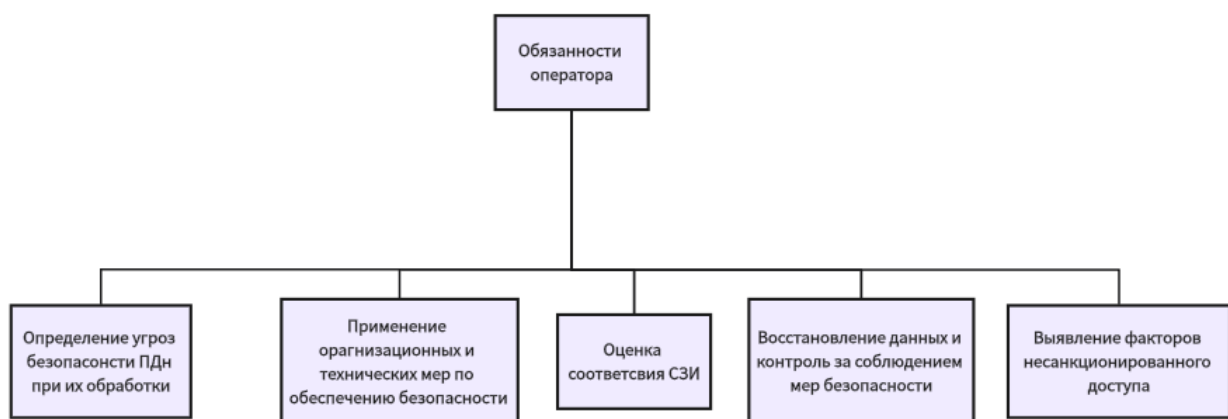 Обязанности
оператора
Определение угроз
безопасонсти ПДн
при их обработки
Применение
орагнизационных и
технических мер по
обеспечению безопасности
Оценка
соответсвия СЗИ
Восстановление данных и
контроль за соблюдением
мер безопасности
Выявление факторов
несанкционированного
доступа